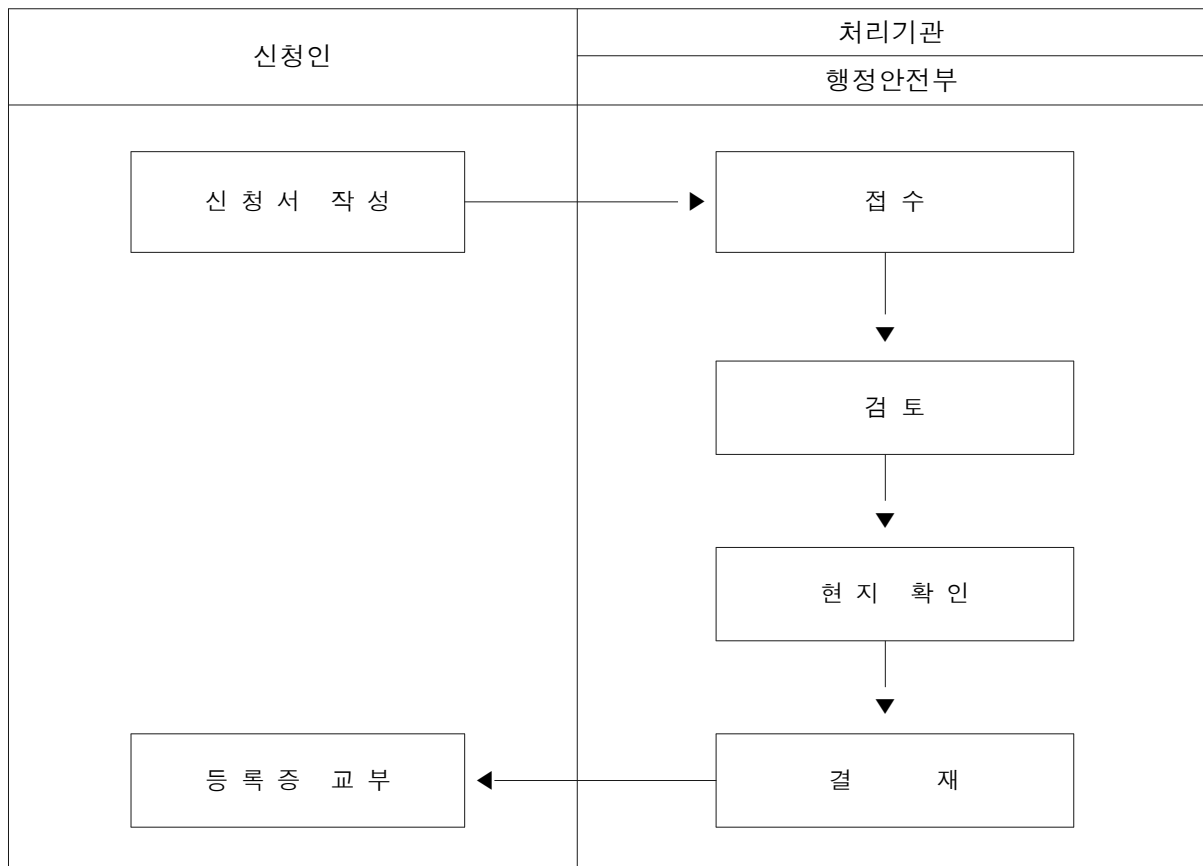 신청인
처리기관
행정안전부
신 청 서 작 성
접 수
검 토
현 지 확 인
결 재
등 록 증 교 부